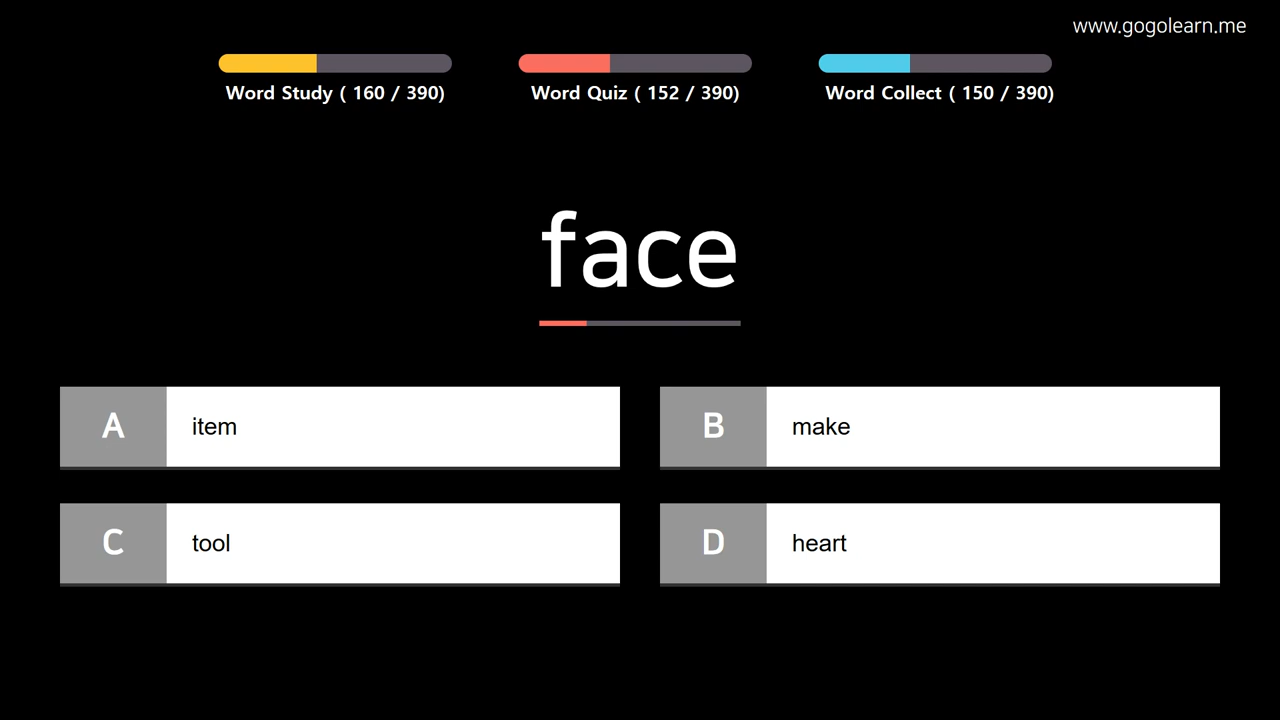 www.gogolearn.me
Word Study ( 160 / 390)
Word Quiz ( 152 / 390)
Word Collect ( 150 / 390)
face
A item
B make
C tool
D heart